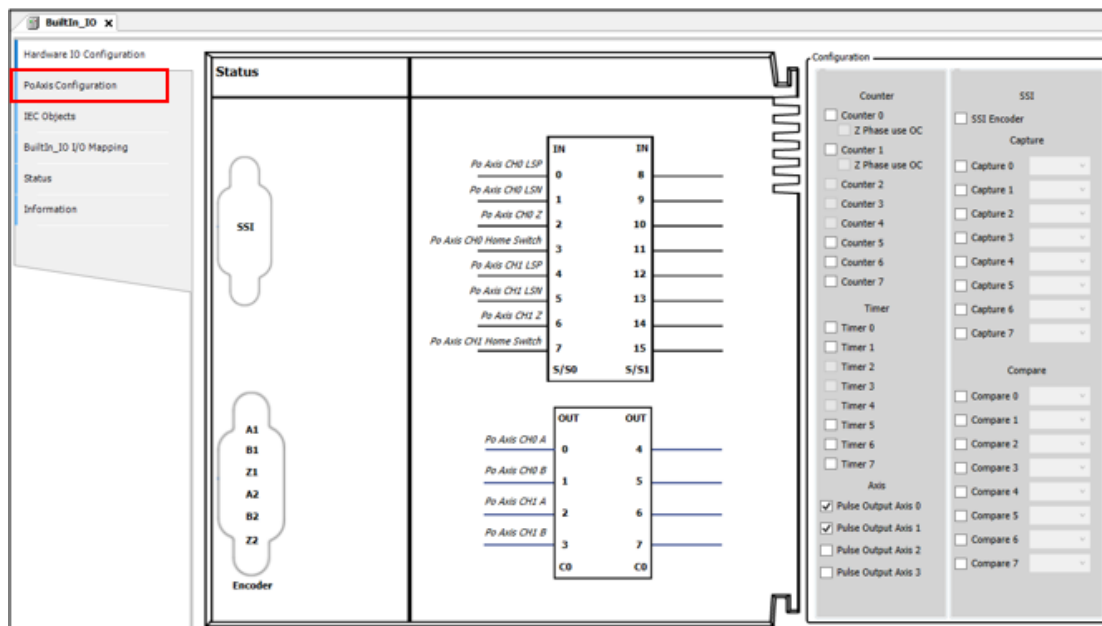 BuiltIn_IO X
Hardware IO Configuration
PoAxis Configuration
IEC Objects
BuiltIn_IO I/O Mapping
Status
Information
Status
SSI
A1
B1
Z1
A2
B2
Z2
Encoder
IN IN
Po Axis CH0 LSP 0 8
Po Axis CH0 LSN 1 9
Po Axis CH0 Z 2 10
Po Axis CH0 Home Switch 3 11
Po Axis CH1 LSP 4 12
Po Axis CH1 LSN 5 13
Po Axis CH1 Z 6 14
Po Axis CH1 Home Switch 7 15
S/S0 S/S1
OUT OUT
Po Axis CH0 A 0 4
Po Axis CH0 B 1 5
Po Axis CH1 A 2 6
Po Axis CH1 B 3 7
C0 C0
Configuration
Counter
Counter 0
Z Phase use OC
Counter 1
Z Phase use OC
Counter 2
Counter 3
Counter 4
Counter 5
Counter 6
Counter 7
Timer
Timer 0
Timer 1
Timer 2
Timer 3
Timer 4
Timer 5
Timer 6
Timer 7
Axis
Pulse Output Axis 0
Pulse Output Axis 1
Pulse Output Axis 2
Pulse Output Axis 3
SSI
SSI Encoder
Capture
Capture 0
Capture 1
Capture 2
Capture 3
Capture 4
Capture 5
Capture 6
Capture 7
Compare
Compare 0
Compare 1
Compare 2
Compare 3
Compare 4
Compare 5
Compare 6
Compare 7